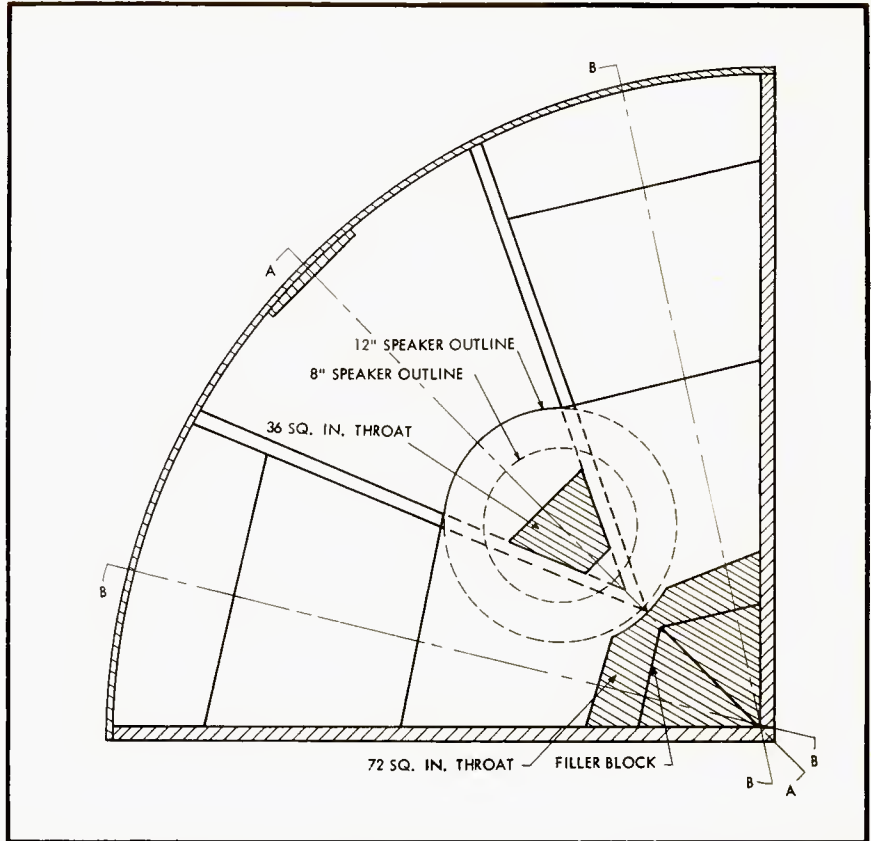 B
A
12" SPEAKER OUTLINE
8" SPEAKER OUTLINE
36 SQ. IN. THROAT
B
72 SQ. IN. THROAT
FILLER BLOCK
B
B
A